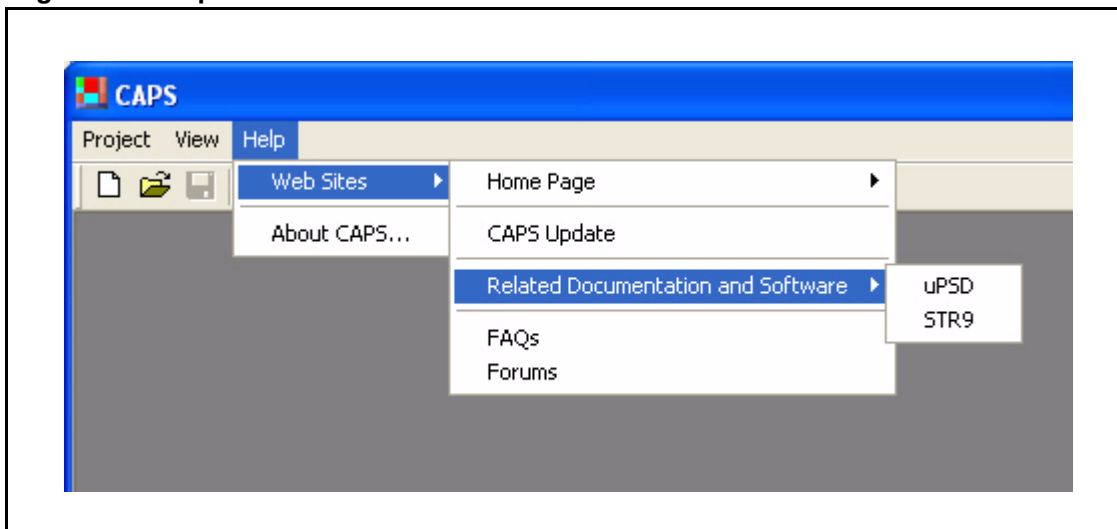 CAPS
Project View Help
Web Sites
About CAPS...
Home Page
CAPS Update
Related Documentation and Software
FAQs
Forums
uPSD
STR9